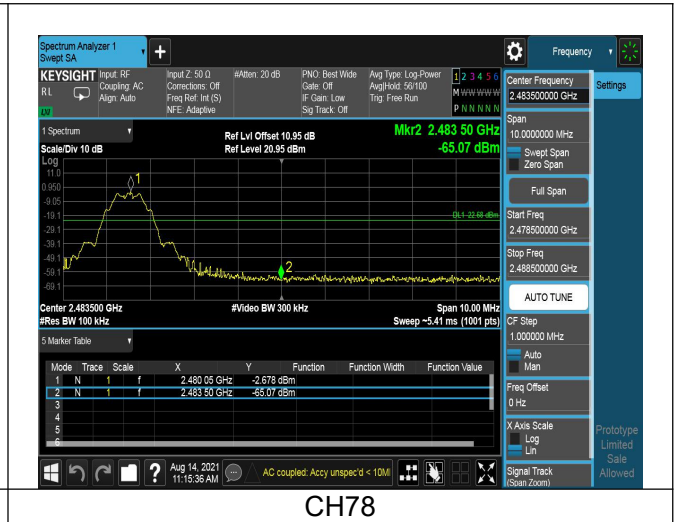 Spectrum Analyzer 1
Swept SA
+
Frequency
KEYSIGHT
RL
LXI
Input: RF
Coupling: AC
Align: Auto
Input Z: 50 Ω
Corrections: Off
Freq Ref: Int (S)
NFE: Adaptive
#Atten: 20 dB
PNO: Best Wide
Gate: Off
IF Gain: Low
Sig Track: Off
Avg Type: Log-Power
Avg|Hold: 56/100
Trig: Free Run
1 2 3 4 5 6
M W W W W W
P N N N N N
1 Spectrum
Scale/Div 10 dB
Ref Lvl Offset 10.95 dB
Ref Level 20.95 dBm
Mkr2 2.483 50 GHz
-65.07 dBm
Log
11.0
0.950
-9.05
-19.1
-29.1
-39.1
-49.1
-59.1
-69.1
1
DL1 -22.68 dBm
2
Center 2.483500 GHz
#Res BW 100 kHz
#Video BW 300 kHz
Span 10.00 MHz
Sweep ~5.41 ms (1001 pts)
5 Marker Table
Mode Trace Scale X Y Function Function Width Function Value
1 N 1 f 2.480 05 GHz -2.678 dBm
2 N 1 f 2.483 50 GHz -65.07 dBm
3
4
5
6
Center Frequency
2.483500000 GHz
Settings
Span
10.0000000 MHz
Swept Span
Zero Span
Full Span
Start Freq
2.478500000 GHz
Stop Freq
2.488500000 GHz
AUTO TUNE
CF Step
1.000000 MHz
Auto
Man
Freq Offset
0 Hz
X Axis Scale
Log
Lin
Signal Track
(Span Zoom)
Prototype
Limited
Sale
Allowed
?
Aug 14, 2021
11:15:36 AM
AC coupled: Accy unspec'd < 10M
CH78